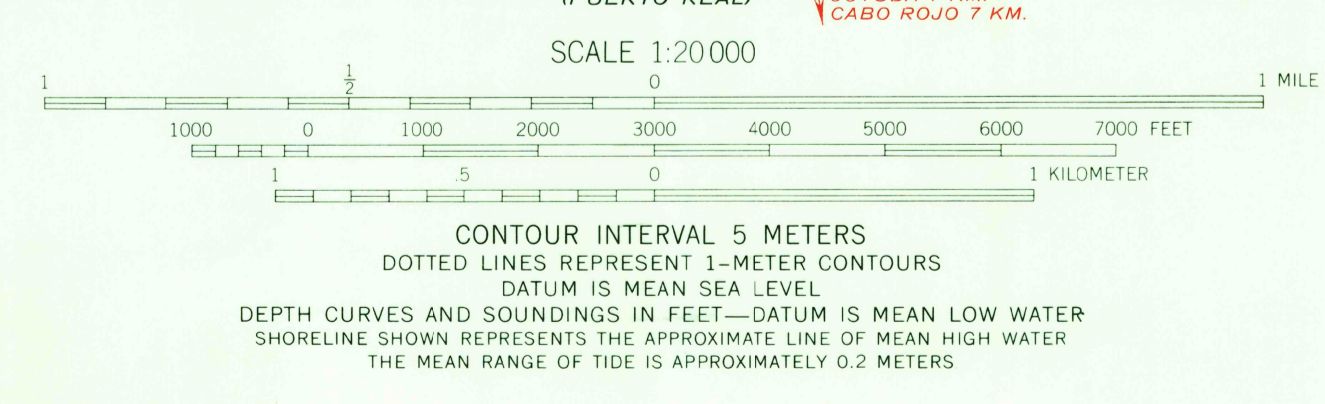 CABO ROJO 7 KM.
SCALE 1:20 000
1 1/2 0 1 MILE
1000 0 1000 2000 3000 4000 5000 6000 7000 FEET
1 .5 0 1 KILOMETER
CONTOUR INTERVAL 5 METERS
DOTTED LINES REPRESENT 1-METER CONTOURS
DATUM IS MEAN SEA LEVEL
DEPTH CURVES AND SOUNDINGS IN FEET—DATUM IS MEAN LOW WATER
SHORELINE SHOWN REPRESENTS THE APPROXIMATE LINE OF MEAN HIGH WATER
THE MEAN RANGE OF TIDE IS APPROXIMATELY 0.2 METERS